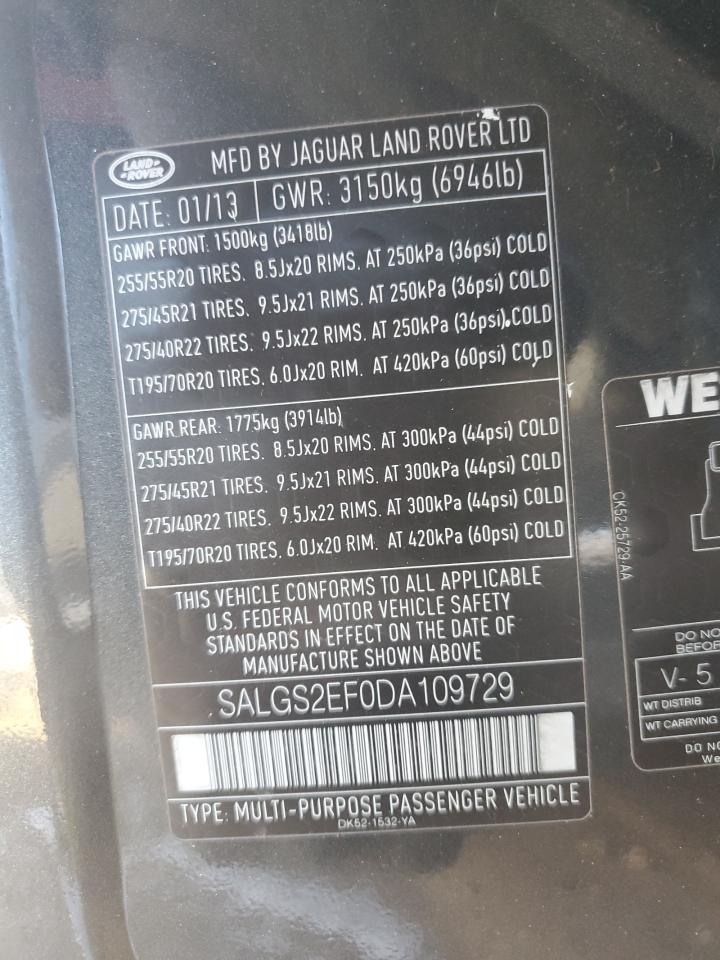 LAND-
-ROVER
MFD BY JAGUAR LAND ROVER LTD
DATE: 01/13 GWR: 3150kg (6946lb)
GAWR FRONT: 1500kg (3418lb)
255/55R20 TIRES. 8.5Jx20 RIMS. AT 250kPa (36psi) COLD
275/45R21 TIRES. 9.5Jx21 RIMS. AT 250kPa (36psi) COLD
275/40R22 TIRES. 9.5Jx22 RIMS. AT 250kPa (36psi).COLD
T195/70R20 TIRES. 6.0Jx20 RIM. AT 420kPa (60psi) COLD
GAWR REAR: 1775kg (3914lb)
255/55R20 TIRES. 8.5Jx20 RIMS. AT 300kPa (44psi) COLD
275/45R21 TIRES. 9.5Jx21 RIMS. AT 300kPa (44psi) COLD
275/40R22 TIRES. 9.5Jx22 RIMS. AT 300kPa (44psi) COLD
T195/70R20 TIRES. 6.0Jx20 RIM. AT 420kPa (60psi) COLD
THIS VEHICLE CONFORMS TO ALL APPLICABLE
U.S. FEDERAL MOTOR VEHICLE SAFETY
STANDARDS IN EFFECT ON THE DATE OF
MANUFACTURE SHOWN ABOVE
SALGS2EF0DA109729
TYPE: MULTI-PURPOSE PASSENGER VEHICLE
DK62-1532-YA
WE
CK52-25729-AA
DO NO
BEFOR
V- 5
WT DISTRIB
WT CARRYING
DO NO
We